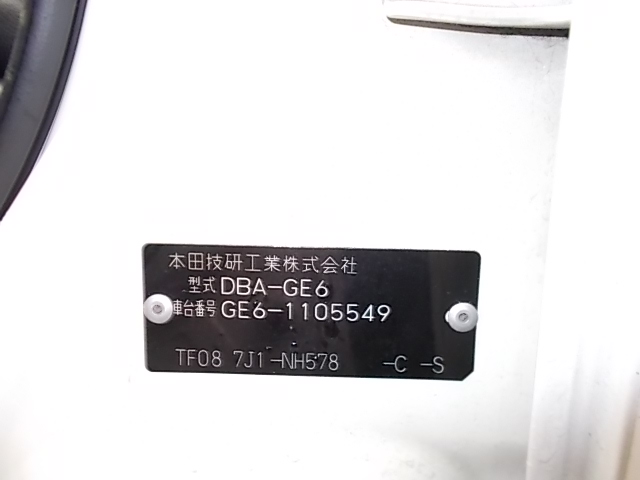 本田技研工業株式会社
型式 DBA-GE6
車台番号 GE6-1105549
TF08 7J1-NH578 -C -S